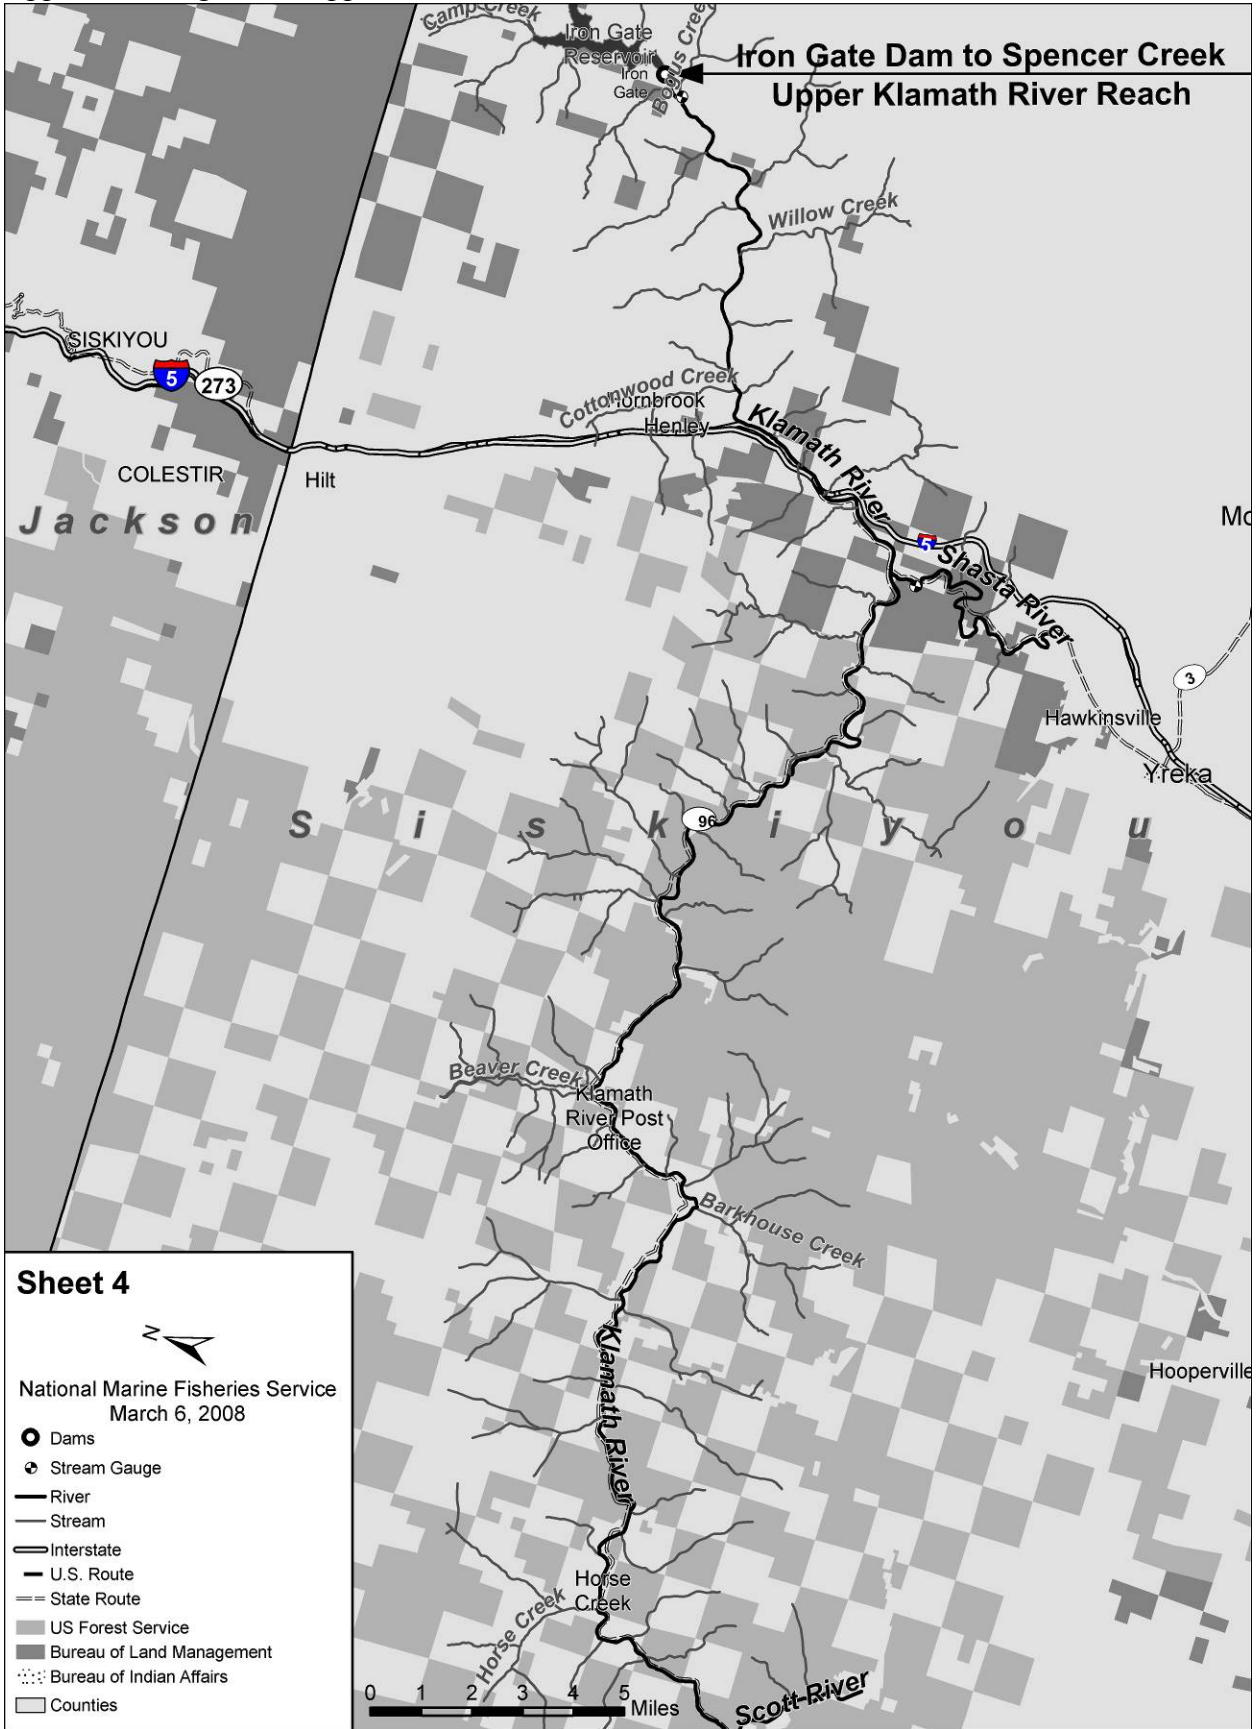 Camp Creek
Iron Gate
Reservoir
Bogus Creek
Iron
Gate
Iron Gate Dam to Spencer Creek
Upper Klamath River Reach
Willow Creek
SISKIYOU
5
273
Cottonwood Creek
Hornbrook
Henley
Klamath River
COLESTIR
Hilt
Jackson
5
Shasta River
3
Hawkinsville
Yreka
Siskiyou
96
Beaver Creek
Klamath
River Post
Office
Barkhouse Creek
Klamath River
Hooperville
Horse
Creek
Horse Creek
Scott River
Sheet 4
N
National Marine Fisheries Service
March 6, 2008
Dams
Stream Gauge
River
Stream
Interstate
U.S. Route
State Route
US Forest Service
Bureau of Land Management
Bureau of Indian Affairs
Counties
0 1 2 3 4 5
Miles